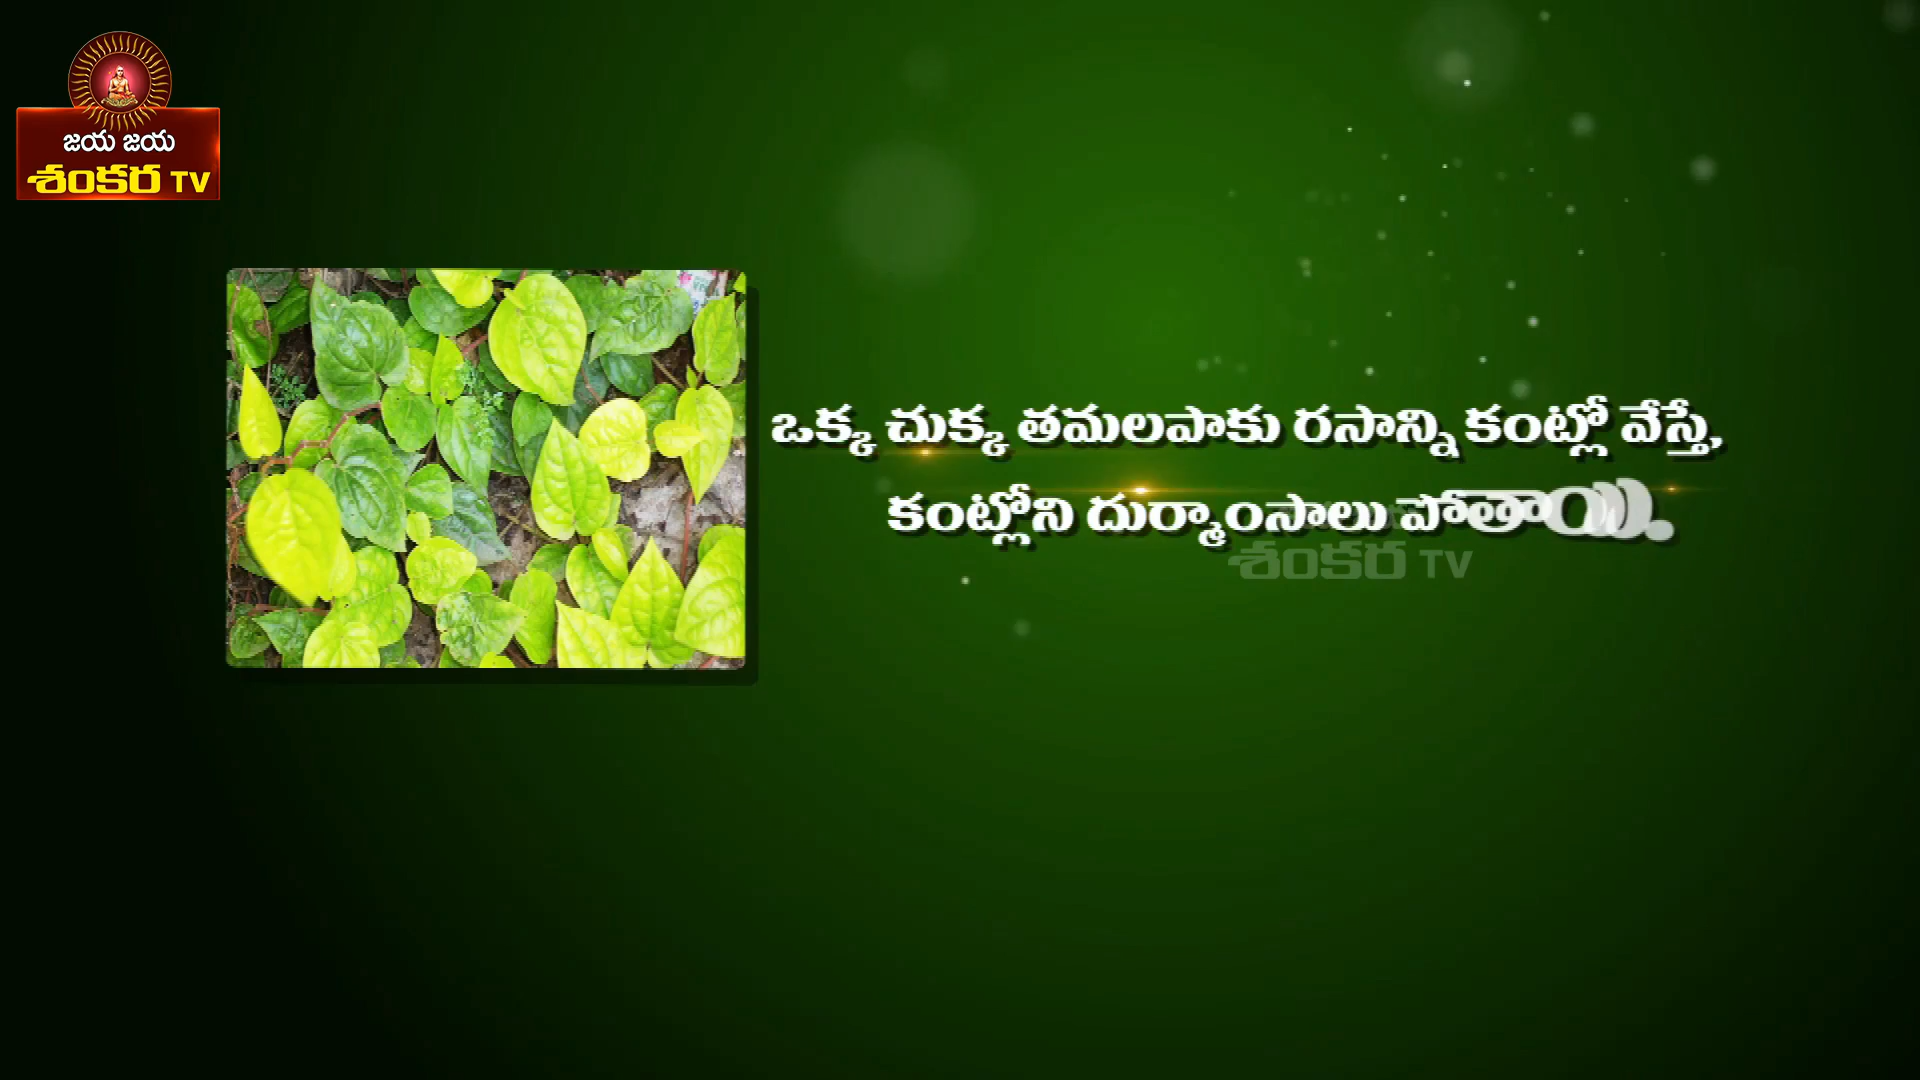 జయ జయ
శంకర TV
ఒక్క చుక్క తమలపాకు రసాన్ని కంట్లో వేస్తే,
కంట్లోని దుర్మాంసాలు పోతాయి.
శంకర TV